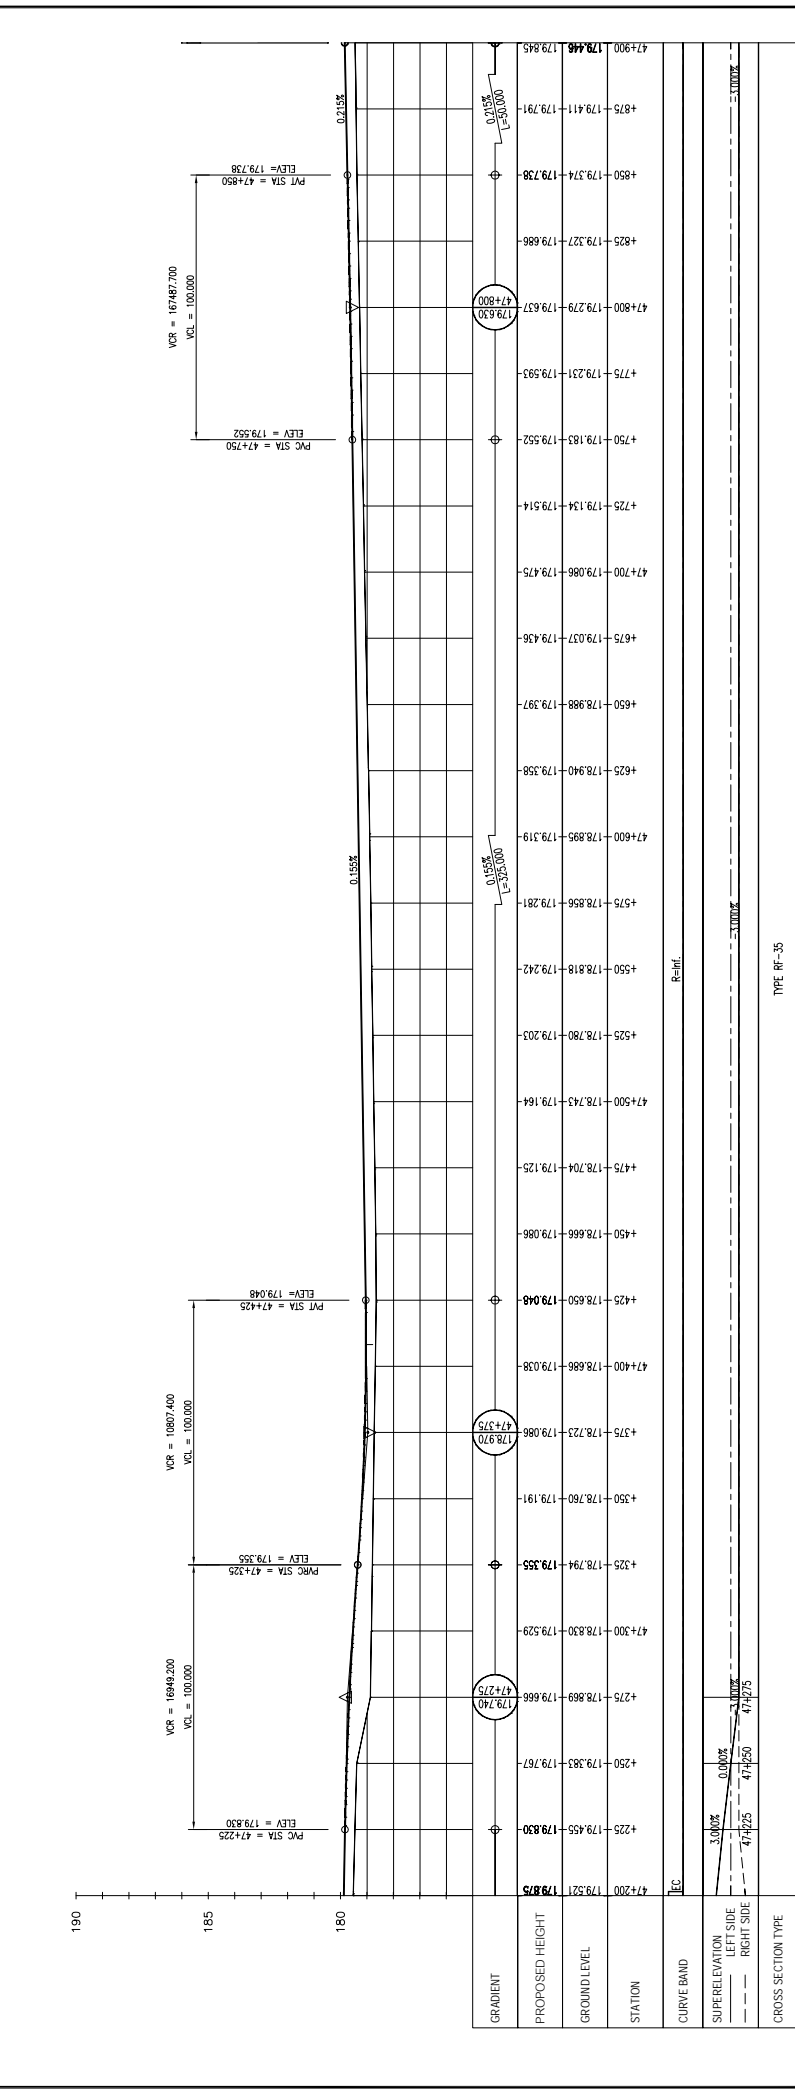 190
185
180
VCR = 16949.200
VCL = 100.000
PVC STA = 47+225
ELEV = 179.830
PVRC STA = 47+325
ELEV = 179.355
VCR = 10807.400
VCL = 100.000
PVT STA = 47+425
ELEV= 179.048
VCR = 167487.700
VCL = 100.000
PVC STA = 47+750
ELEV = 179.552
PVT STA = 47+850
ELEV= 179.738
0.155%
0.215%
GRADIENT
179.740
47+275
178.970
47+375
0.155%
L=325.000
179.630
47+800
0.215%
L=50.000
PROPOSED HEIGHT
179.875 179.830 179.767 179.666 179.529 179.355 179.191 179.086 179.038 179.048 179.086 179.125 179.164 179.203 179.242 179.281 179.319 179.358 179.397 179.436 179.475 179.514 179.552 179.593 179.637 179.686 179.738 179.791 179.845
GROUND LEVEL
179.521 179.455 179.383 178.869 178.830 178.794 178.760 178.723 178.686 178.650 178.666 178.704 178.743 178.780 178.818 178.856 178.895 178.940 178.988 179.037 179.086 179.134 179.183 179.231 179.279 179.327 179.374 179.411 179.446
STATION
47+200 +225 +250 +275 47+300 +325 +350 +375 47+400 +425 +450 +475 47+500 +525 +550 +575 47+600 +625 +650 +675 47+700 +725 +750 +775 47+800 +825 +850 +875 47+900
CURVE BAND
EC
R=Inf.
SUPERELEVATION
LEFT SIDE
RIGHT SIDE
3.000% 0.000% -3.000% -3.000% -3.000%
47+225 47+250 47+275
CROSS SECTION TYPE
TYPE RF-35